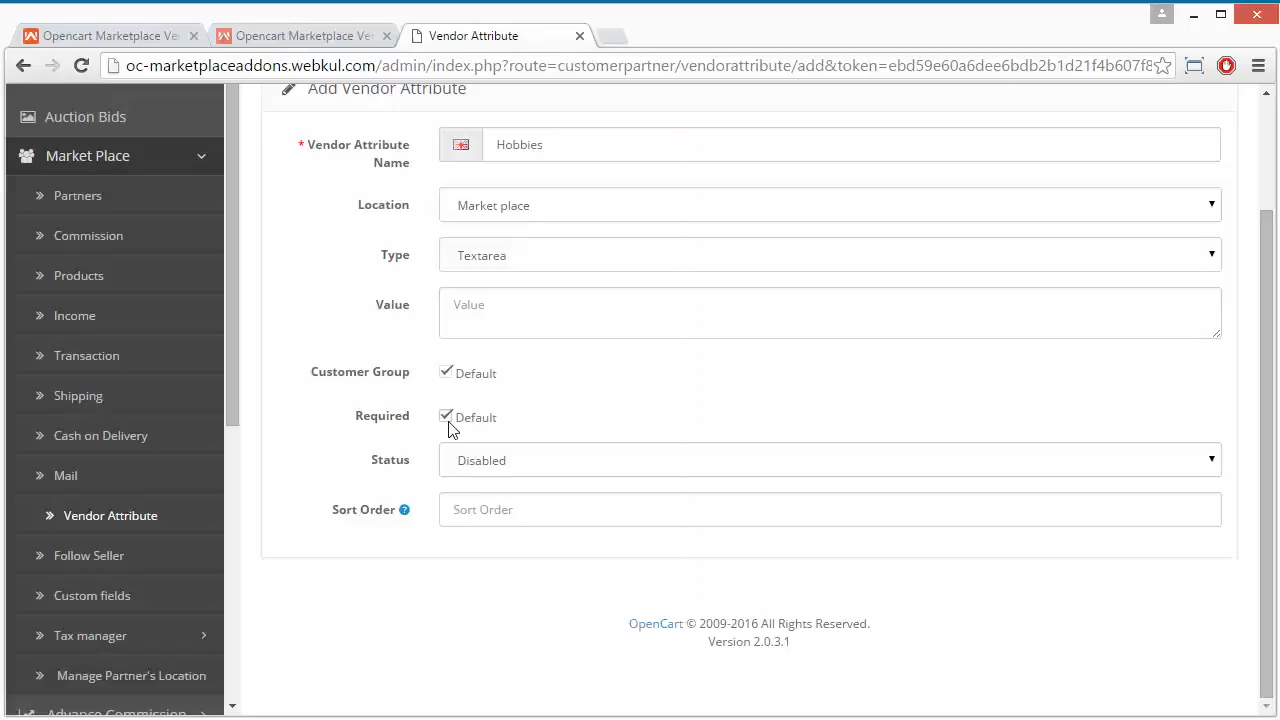 Opencart Marketplace Ve
Opencart Marketplace Ve
Vendor Attribute
oc-marketplaceaddons.webkul.com/admin/index.php?route=customerpartner/vendorattribute/add&token=ebd59e60a6dee6bdb2b1d21f4b607f8
Auction Bids
Market Place
Partners
Commission
Products
Income
Transaction
Shipping
Cash on Delivery
Mail
Vendor Attribute
Follow Seller
Custom fields
Tax manager
Manage Partner's Location
Advance Commission
Add Vendor Attribute
* Vendor Attribute
Name
Hobbies
Location
Market place
Type
Textarea
Value
Value
Customer Group
Default
Required
Default
Status
Disabled
Sort Order ?
Sort Order
OpenCart © 2009-2016 All Rights Reserved.
Version 2.0.3.1